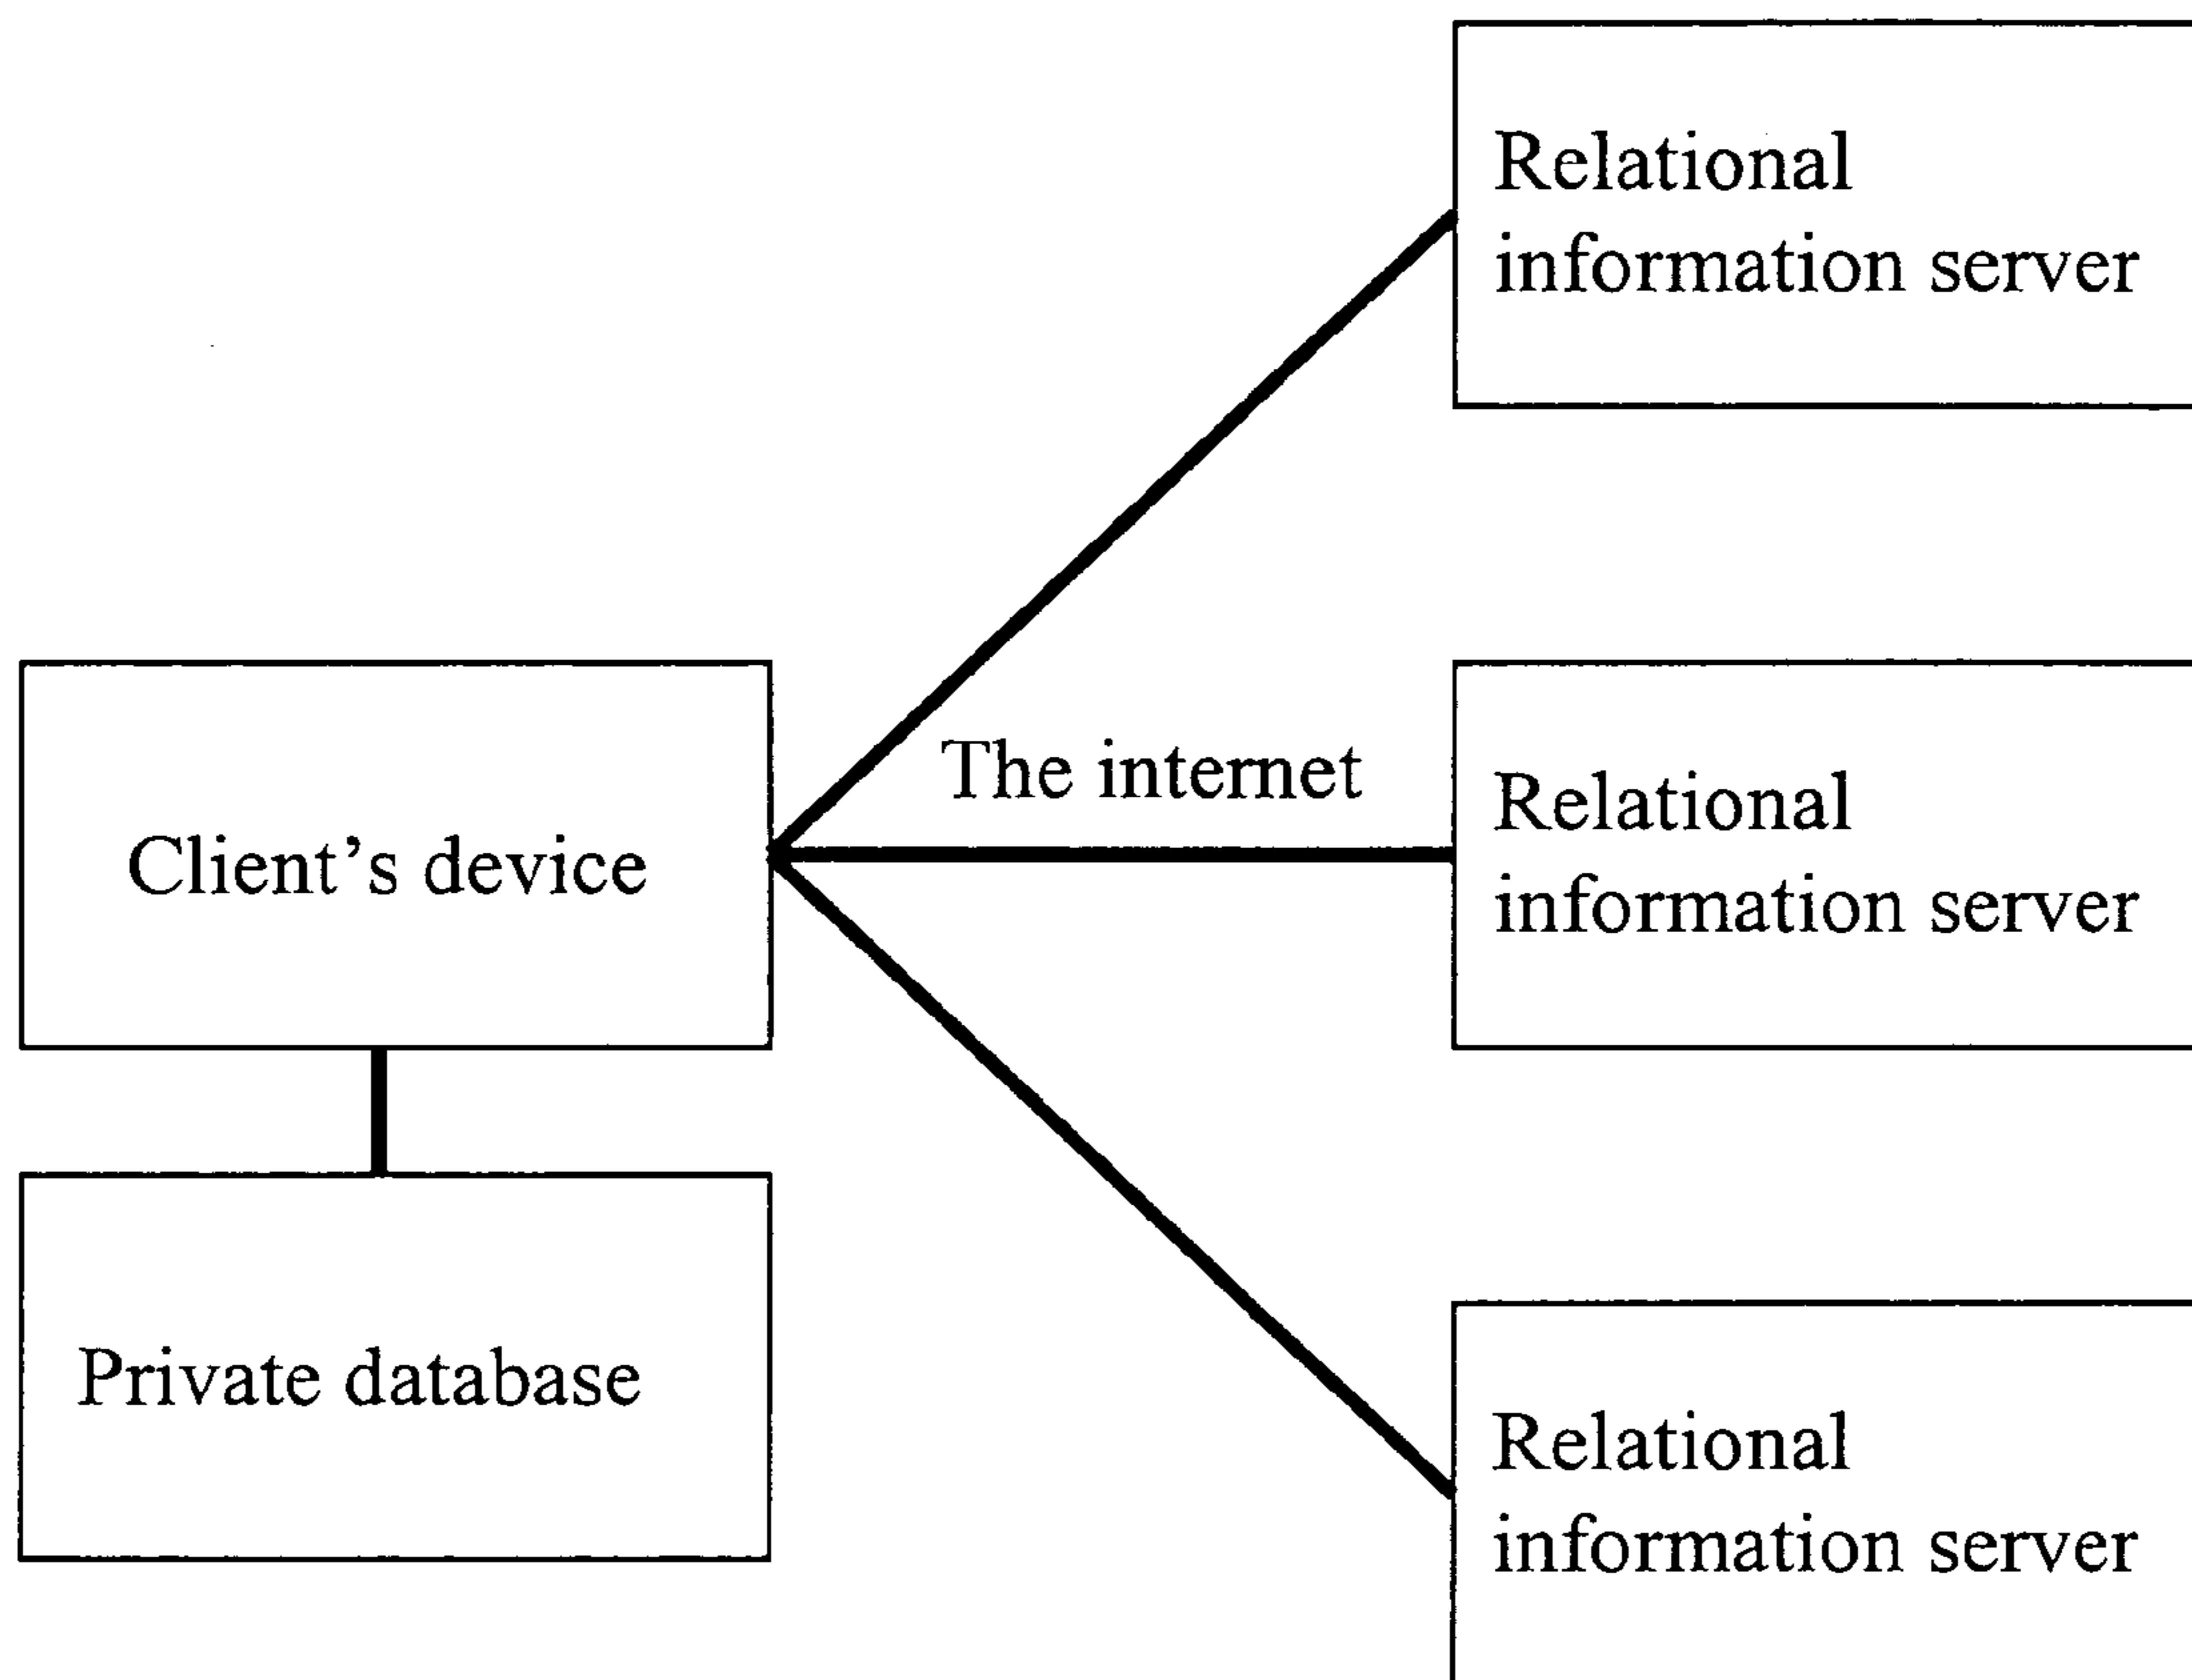 Relational
information server
The internet
Relational
information server
Client’s device
Private database
Relational
information server